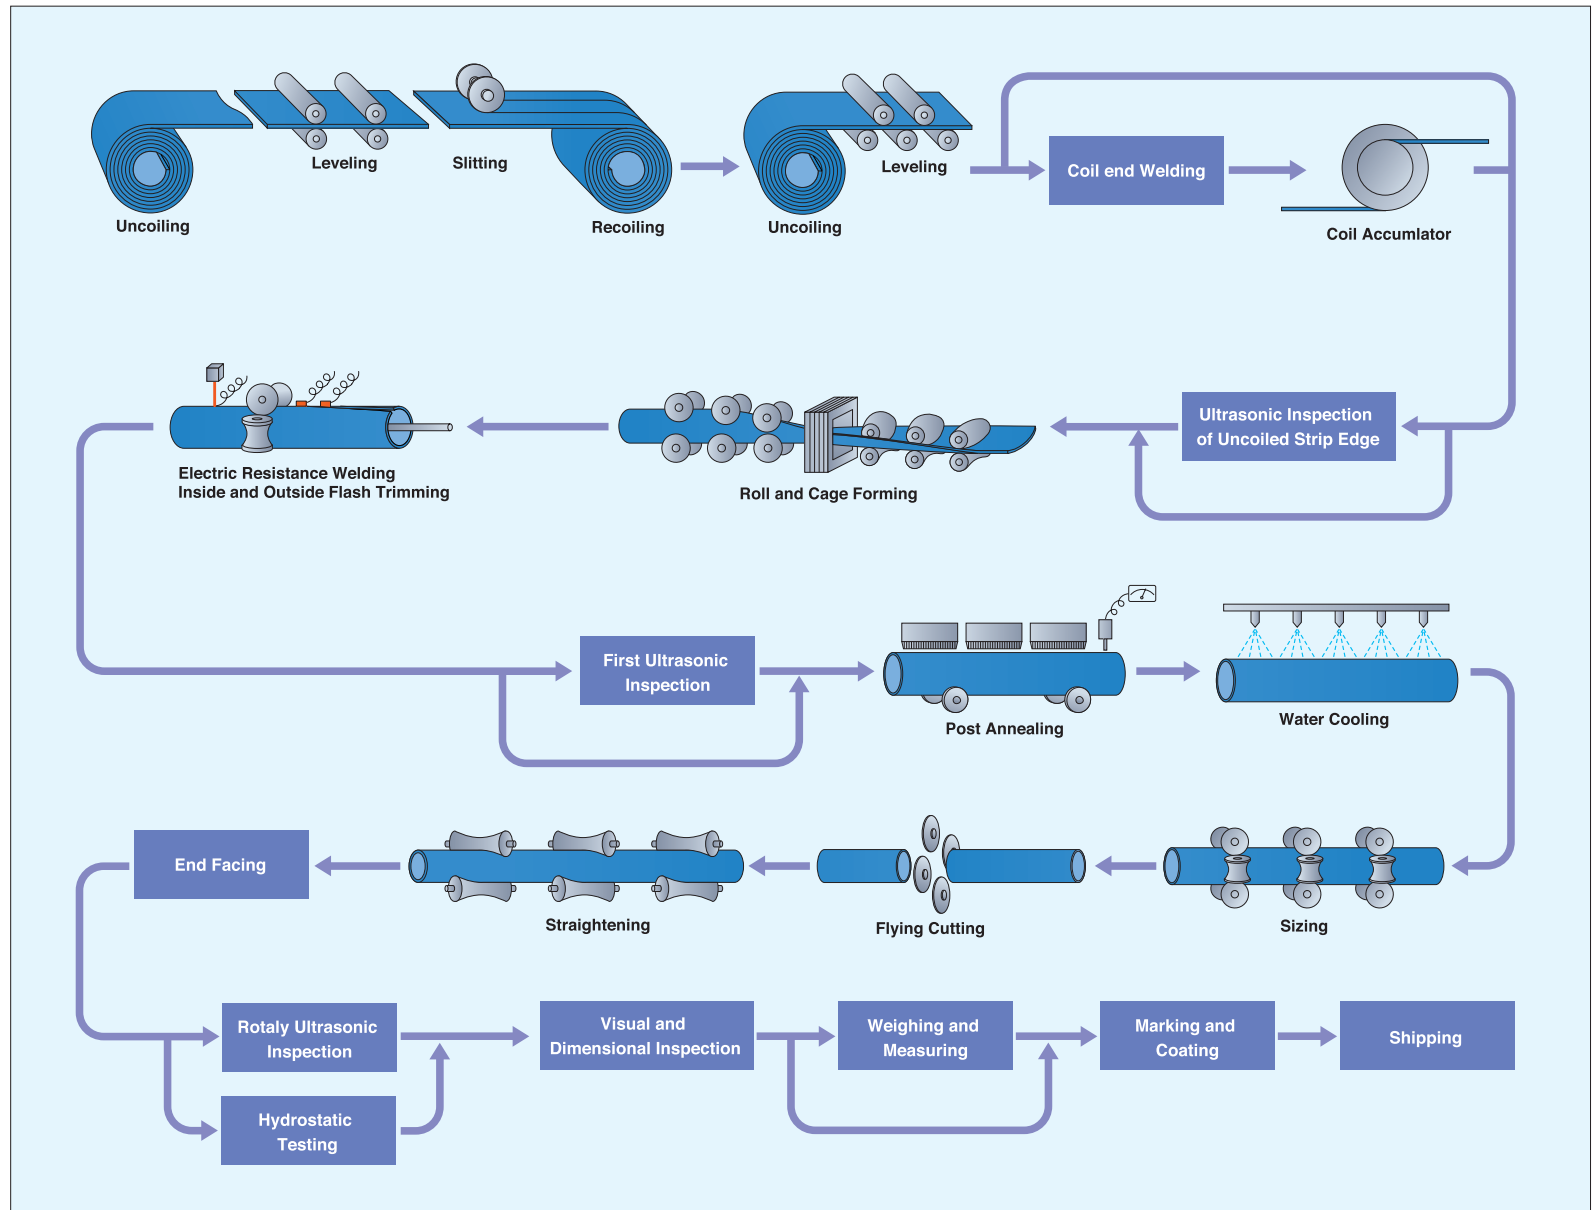 Uncoiling
Leveling
Slitting
Recoiling
Uncoiling
Leveling
Coil end Welding
Coil Accumlator
Ultrasonic Inspection
of Uncoiled Strip Edge
Roll and Cage Forming
Electric Resistance Welding
Inside and Outside Flash Trimming
First Ultrasonic
Inspection
Post Annealing
Water Cooling
Sizing
Flying Cutting
Straightening
End Facing
Rotaly Ultrasonic
Inspection
Hydrostatic
Testing
Visual and
Dimensional Inspection
Weighing and
Measuring
Marking and
Coating
Shipping